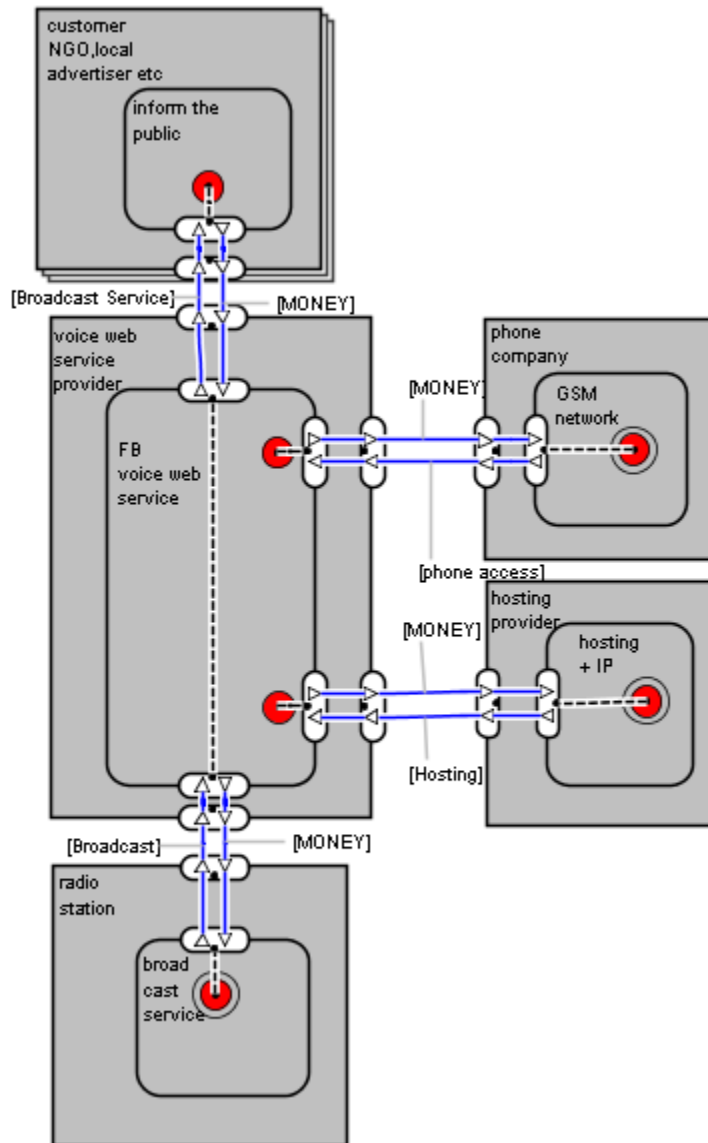 customer
NGO,local
advertiser etc
inform the
public
[Broadcast Service]
[MONEY]
voice web
service
provider
phone
company
[MONEY]
GSM
network
FB
voice web
service
[phone access]
hosting
provider
[MONEY]
hosting
+ IP
[Hosting]
[Broadcast]
[MONEY]
radio
station
broad
cast
service